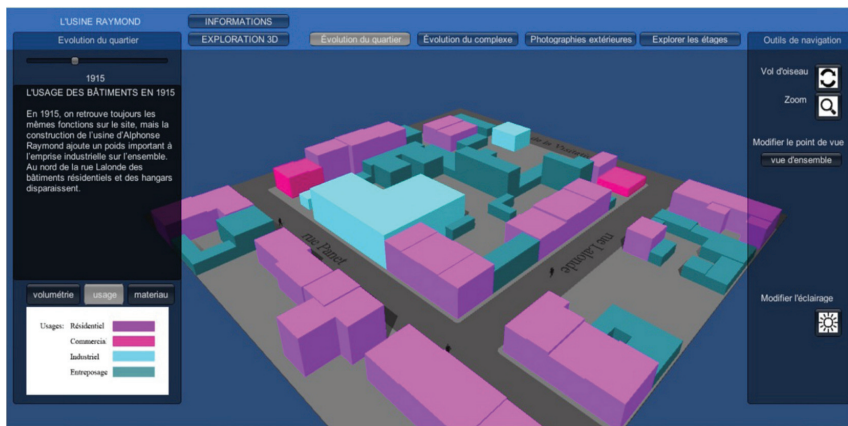 L'USINE RAYMOND
INFORMATIONS
Évolution du quartier
EXPLORATION 3D
Évolution du quartier
Évolution du complexe
Photographies extérieures
Explorer les étages
Outils de navigation
1915
L'USAGE DES BÂTIMENTS EN 1915
En 1915, on retrouve toujours les
mêmes fonctions sur le site, mais la
construction de l'usine d'Alphonse
Raymond ajoute un poids important à
l'emprise industrielle sur l'ensemble.
Au nord de la rue Lalonde des
bâtiments résidentiels et des hangars
disparaissent.
volumétrie
usage
materiau
Usages: Résidentiel
Commercia
Industriel
Entreposage
rue Panet
rue Lalonde
Vol d'oiseau
Zoom
Modifier le point de vue
vue d'ensemble
Modifier l'éclairage